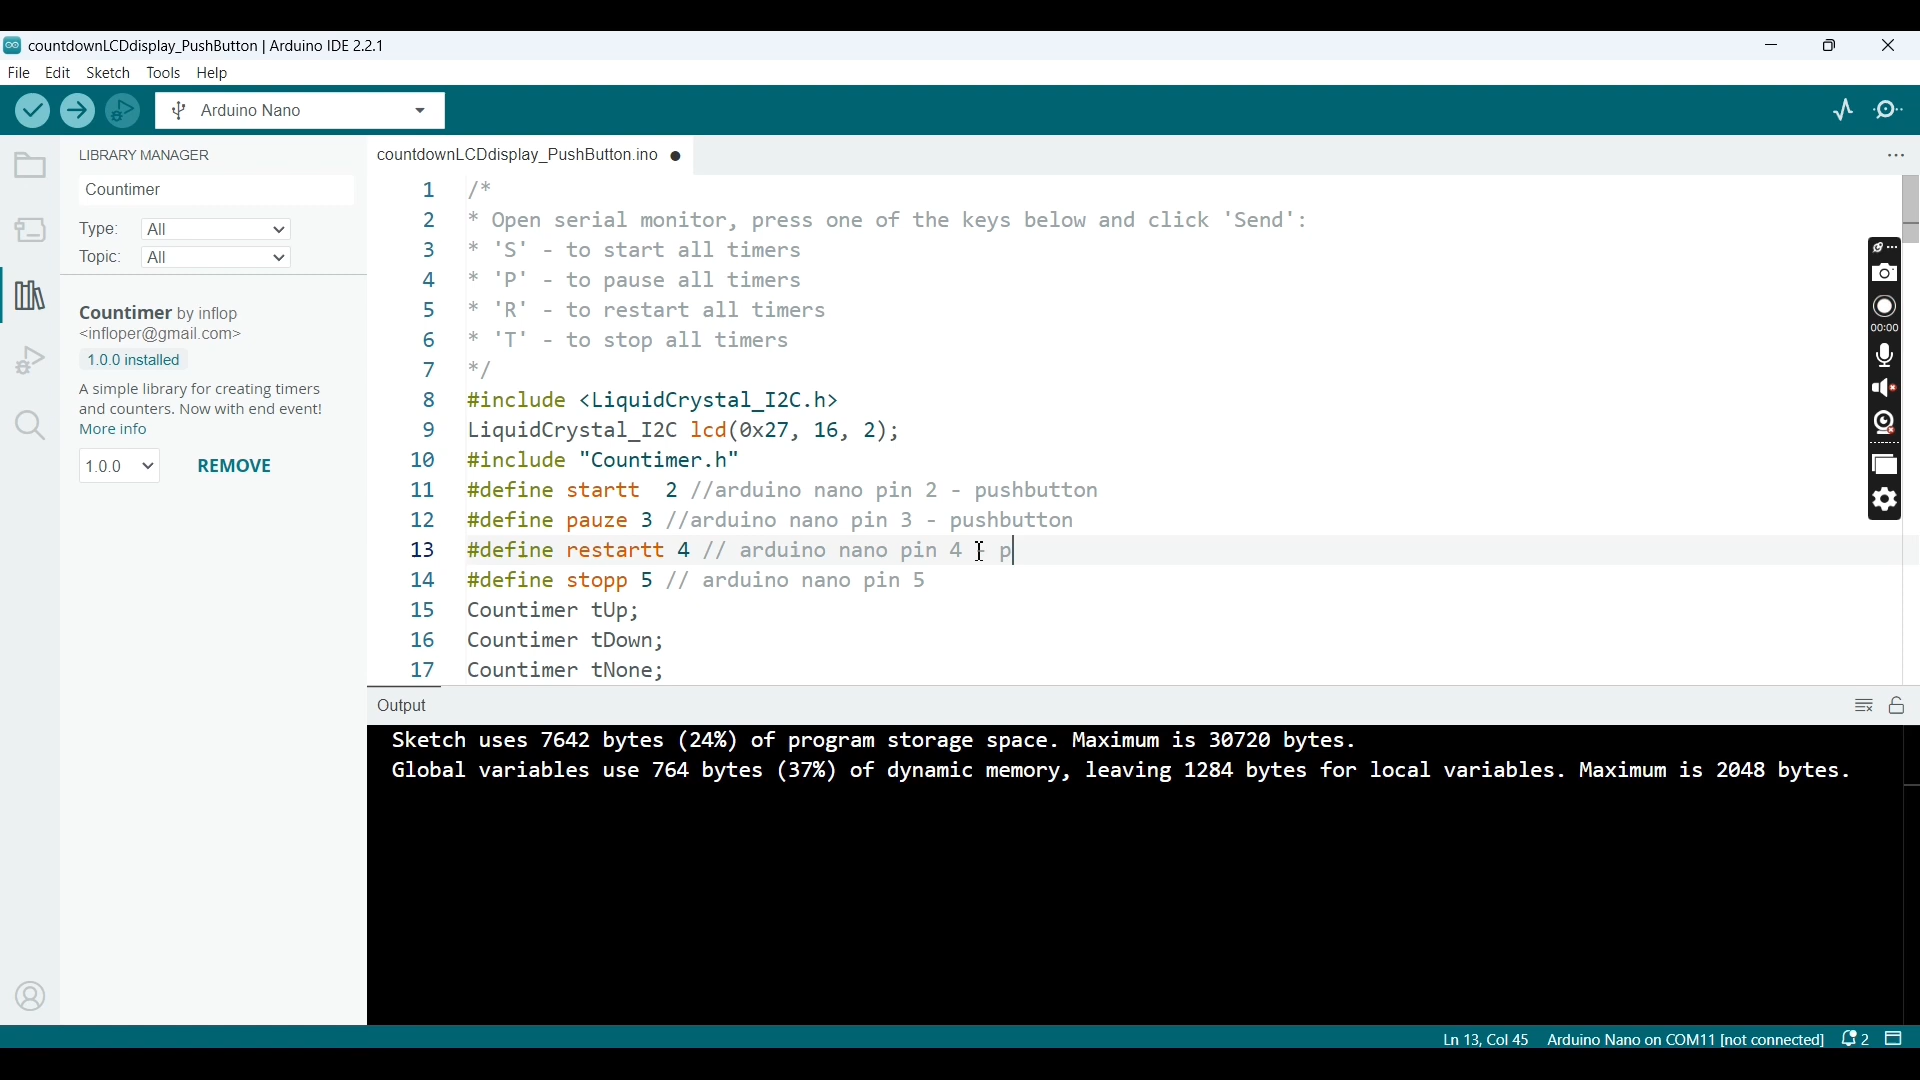 countdownLCDdisplay_PushButton | Arduino IDE 2.2.1
File Edit Sketch Tools Help
Arduino Nano
LIBRARY MANAGER
Countimer
Type: All
Topic: All
Countimer by inflop
<infloper@gmail.com>
1.0.0 installed
A simple library for creating timers
and counters. Now with end event!
More info
1.0.0 REMOVE
countdownLCDdisplay_PushButton.ino
1 /*
2 * Open serial monitor, press one of the keys below and click 'Send':
3 * 'S' - to start all timers
4 * 'P' - to pause all timers
5 * 'R' - to restart all timers
6 * 'T' - to stop all timers
7 */
8 #include <LiquidCrystal_I2C.h>
9 LiquidCrystal_I2C lcd(0x27, 16, 2);
10 #include "Countimer.h"
11 #define startt  2 //arduino nano pin 2 - pushbutton
12 #define pauze 3 //arduino nano pin 3 - pushbutton
13 #define restartt 4 // arduino nano pin 4 - p
14 #define stopp 5 // arduino nano pin 5
15 Countimer tUp;
16 Countimer tDown;
17 Countimer tNone;
00:00
Output
Sketch uses 7642 bytes (24%) of program storage space. Maximum is 30720 bytes.
Global variables use 764 bytes (37%) of dynamic memory, leaving 1284 bytes for local variables. Maximum is 2048 bytes.
Ln 13, Col 45 Arduino Nano on COM11 [not connected] 2